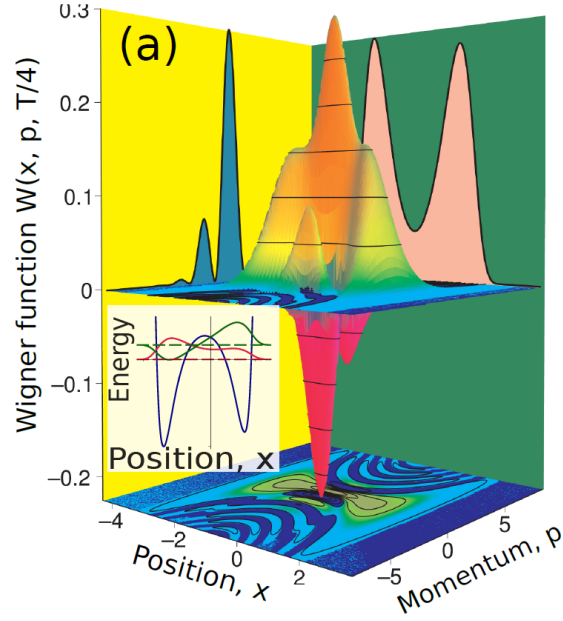 (a)
Wigner function W(x, p, T/4)
0.3
0.2
0.1
0
−0.1
−0.2
Energy
Position, x
−4
−2
0
2
Position, x
−5
0
5
Momentum, p